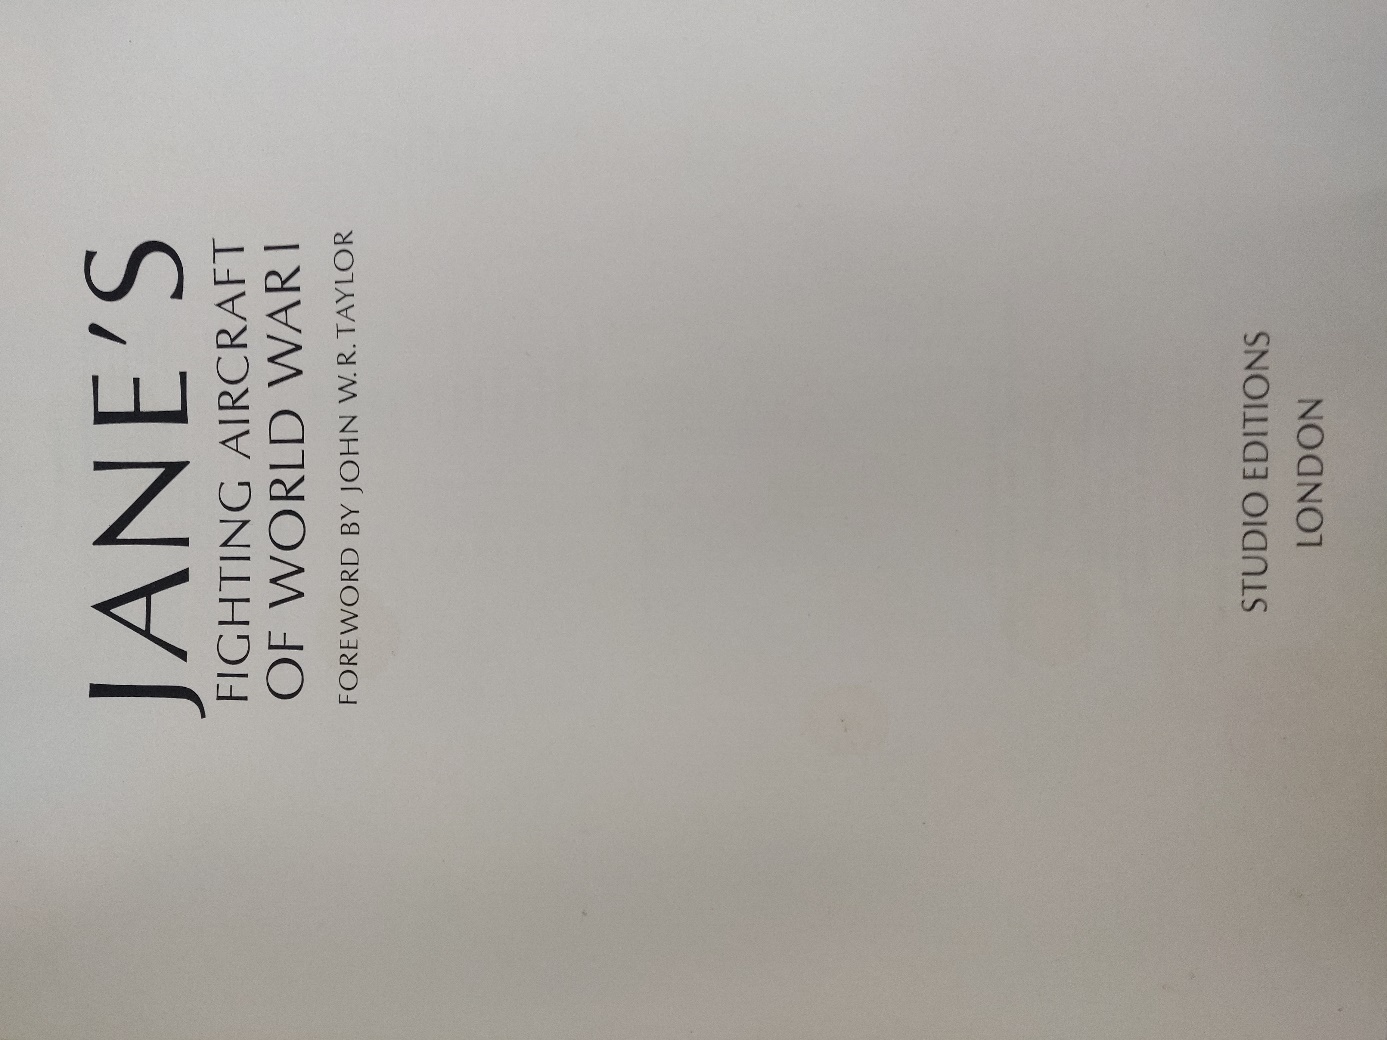 JANE'S
FIGHTING AIRCRAFT
OF WORLD WAR I
FOREWORD BY JOHN W. R. TAYLOR
STUDIO EDITIONS
LONDON